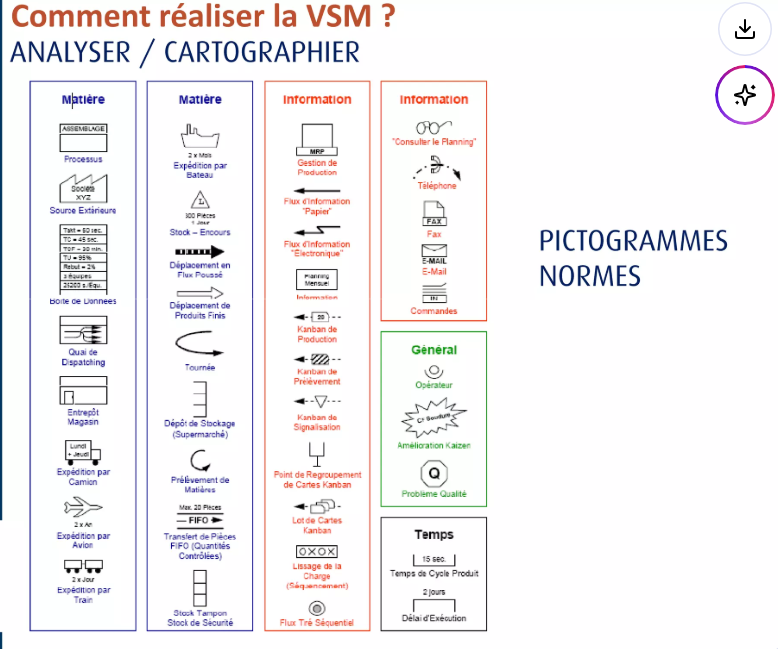 Comment réaliser la VSM ?
ANALYSER / CARTOGRAPHIER
Matière
ASSEMBLAGE
Processus
Société
XYZ
Source Extérieure
Takt = 50 sec.
TC = 45 sec.
TU = 95%
Rebut = 2%
Boîte de Données
Quai de
Dispatching
Entrepôt
Magasin
Lundi
+ Jeudi
Expédition par
Camion
2 x An
Expédition par
Avion
2 x Jour
Expédition par
Train
Matière
2 x Mois
Expédition par
Bateau
300 Pièces
1 Jour
Stock – Encours
Déplacement en
Flux Poussé
Déplacement de
Produits Finis
Tournée
Dépôt de Stockage
(Supermarché)
Prélèvement de
Matières
Max. 20 Pièces
FIFO
Transfert de Pièces
FIFO (Quantités
Contrôlées)
Stock Tampon
Stock de Sécurité
Information
MRP
Gestion de
Production
Flux d'Information
"Papier"
Flux d'Information
"Électronique"
Planning
Mensuel
Information
20
Kanban de
Production
Kanban de
Prélèvement
Kanban de
Signalisation
Point de Regroupement
de Cartes Kanban
Lot de Cartes
Kanban
OXOX
Lissage de la
Charge
(Séquencement)
Flux Tiré Séquentiel
Information
"Consulter le Planning"
Téléphone
FAX
Fax
E-MAIL
E-Mail
IN
Commandes
Général
Opérateur
Amélioration Kaizen
Q
Problème Qualité
Temps
15 sec.
Temps de Cycle Produit
2 jours
Délai d'Exécution
PICTOGRAMMES
NORMES